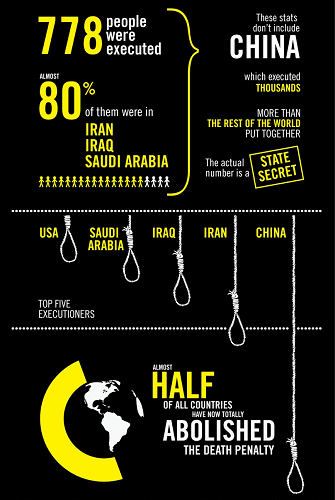 778 people
were
executed
ALMOST
80%
of them were in
IRAN
IRAQ
SAUDI ARABIA
These stats
don't include
CHINA
which executed
THOUSANDS
MORE THAN
THE REST OF THE WORLD
PUT TOGETHER
The actual
number is a
STATE
SECRET
USA
SAUDI
ARABIA
IRAQ
IRAN
CHINA
TOP FIVE
EXECUTIONERS
ALMOST
HALF
OF ALL COUNTRIES
HAVE NOW TOTALLY
ABOLISHED
THE DEATH PENALTY